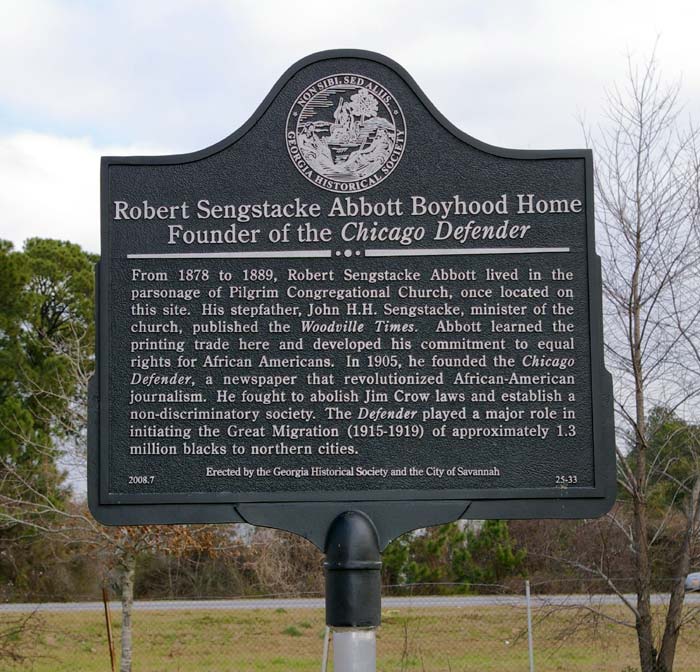 NON SIBI, SED ALIIS.
GEORGIA HISTORICAL SOCIETY
Robert Sengstacke Abbott Boyhood Home
Founder of the Chicago Defender
From 1878 to 1889, Robert Sengstacke Abbott lived in the
parsonage of Pilgrim Congregational Church, once located on
this site. His stepfather, John H.H. Sengstacke, minister of the
church, published the Woodville Times. Abbott learned the
printing trade here and developed his commitment to equal
rights for African Americans. In 1905, he founded the Chicago
Defender, a newspaper that revolutionized African-American
journalism. He fought to abolish Jim Crow laws and establish a
non-discriminatory society. The Defender played a major role in
initiating the Great Migration (1915-1919) of approximately 1.3
million blacks to northern cities.
Erected by the Georgia Historical Society and the City of Savannah
2008.7 25-33